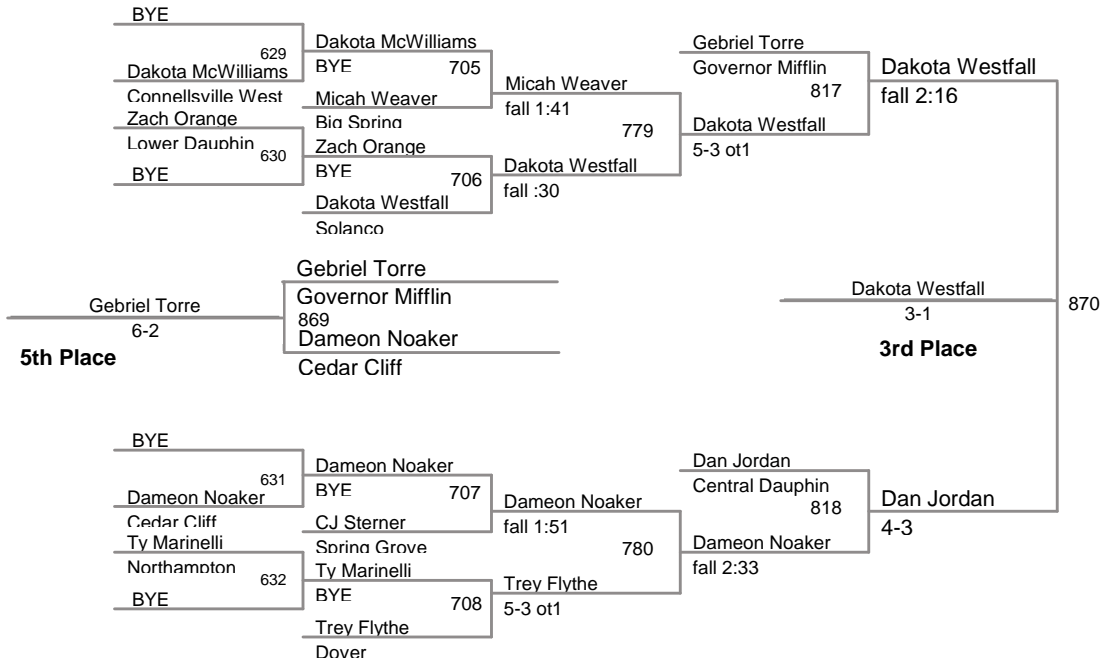 BYE
629
Dakota McWilliams
Connellsville West
Zach Orange
Lower Dauphin
630
BYE
Dakota McWilliams
BYE
705
Micah Weaver
Big Spring
Zach Orange
BYE
706
Dakota Westfall
Solanco
Micah Weaver
fall 1:41
779
Dakota Westfall
fall :30
Gebriel Torre
Governor Mifflin
817
Dakota Westfall
5-3 ot1
Dakota Westfall
fall 2:16
Gebriel Torre
6-2
5th Place
Gebriel Torre
Governor Mifflin
869
Dameon Noaker
Cedar Cliff
Dakota Westfall
3-1
3rd Place
870
BYE
631
Dameon Noaker
Cedar Cliff
Ty Marinelli
Northampton
632
BYE
Dameon Noaker
BYE
707
CJ Sterner
Spring Grove
Ty Marinelli
BYE
708
Trey Flythe
Dover
Dameon Noaker
fall 1:51
780
Trey Flythe
5-3 ot1
Dan Jordan
Central Dauphin
818
Dameon Noaker
fall 2:33
Dan Jordan
4-3